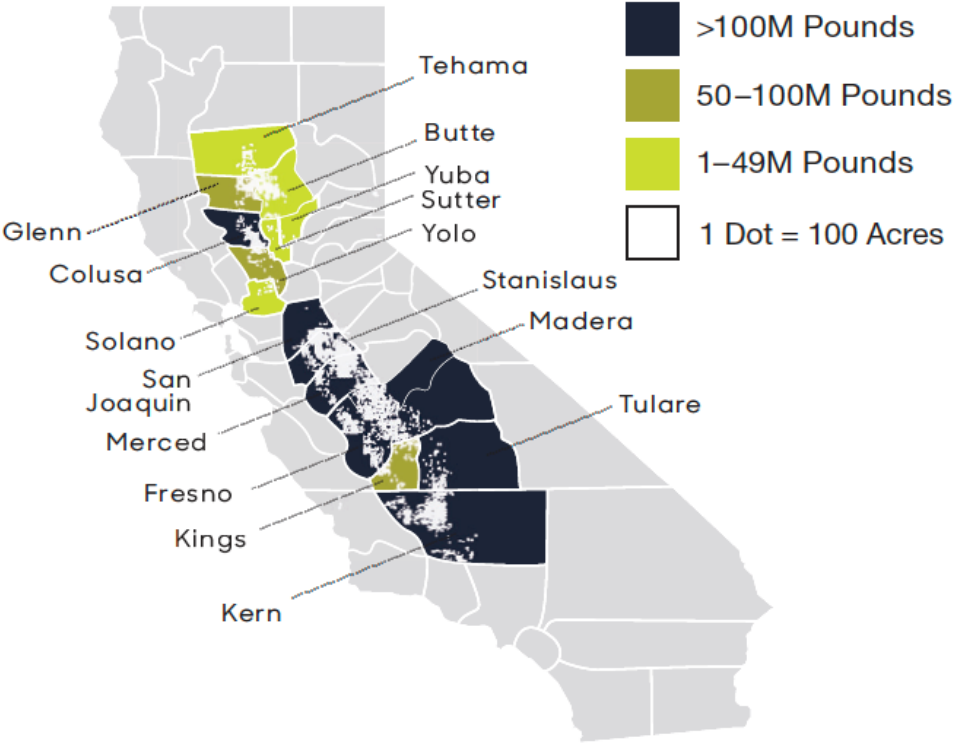 >100M Pounds
50–100M Pounds
1–49M Pounds
1 Dot = 100 Acres
Tehama
Butte
Yuba
Sutter
Yolo
Glenn
Colusa
Stanislaus
Madera
Solano
San
Joaquin
Merced
Tulare
Fresno
Kings
Kern